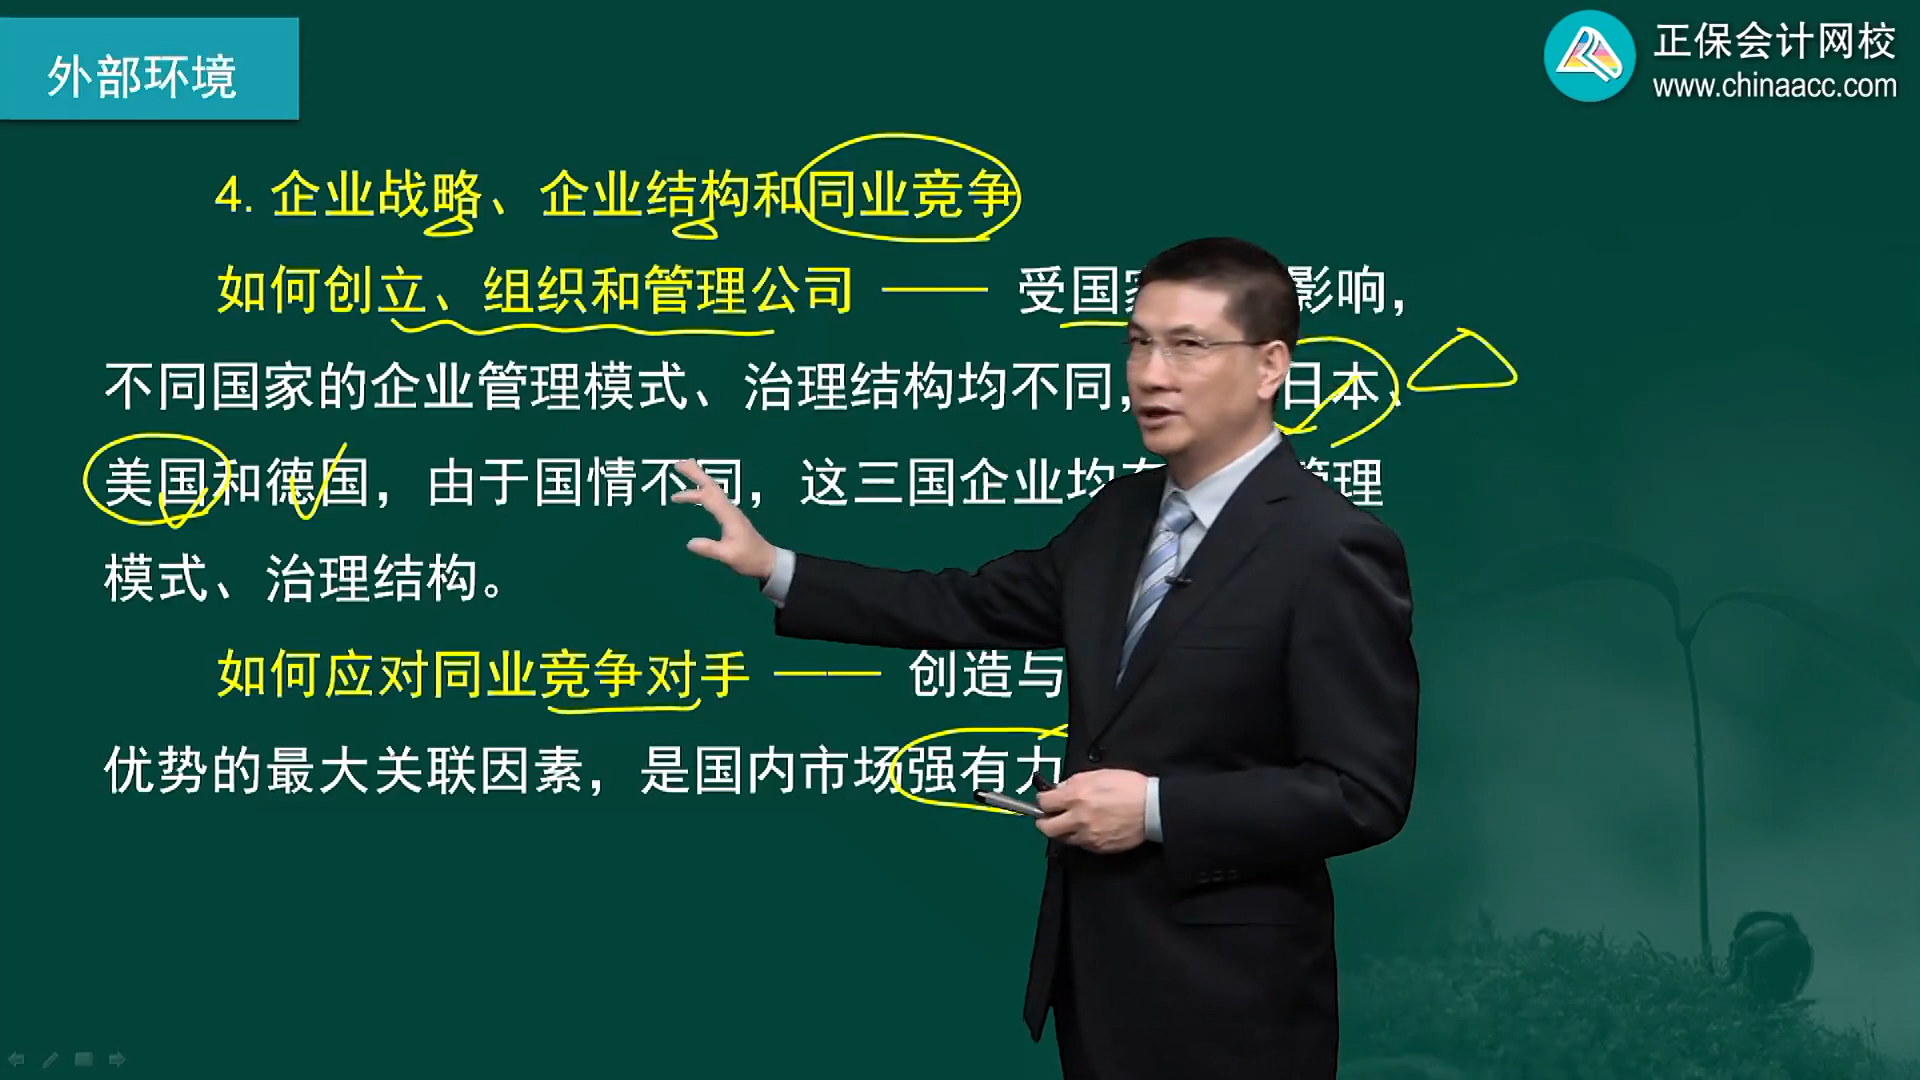 外部环境
正保会计网校
www.chinaacc.com
4. 企业战略、企业结构和同业竞争
如何创立、组织和管理公司 —— 受国 影响，
不同国家的企业管理模式、治理结构均不同， 日本、
美国和德国，由于国情不同，这三国企业均 管理
模式、治理结构。
如何应对同业竞争对手 —— 创造与
优势的最大关联因素，是国内市场强有力